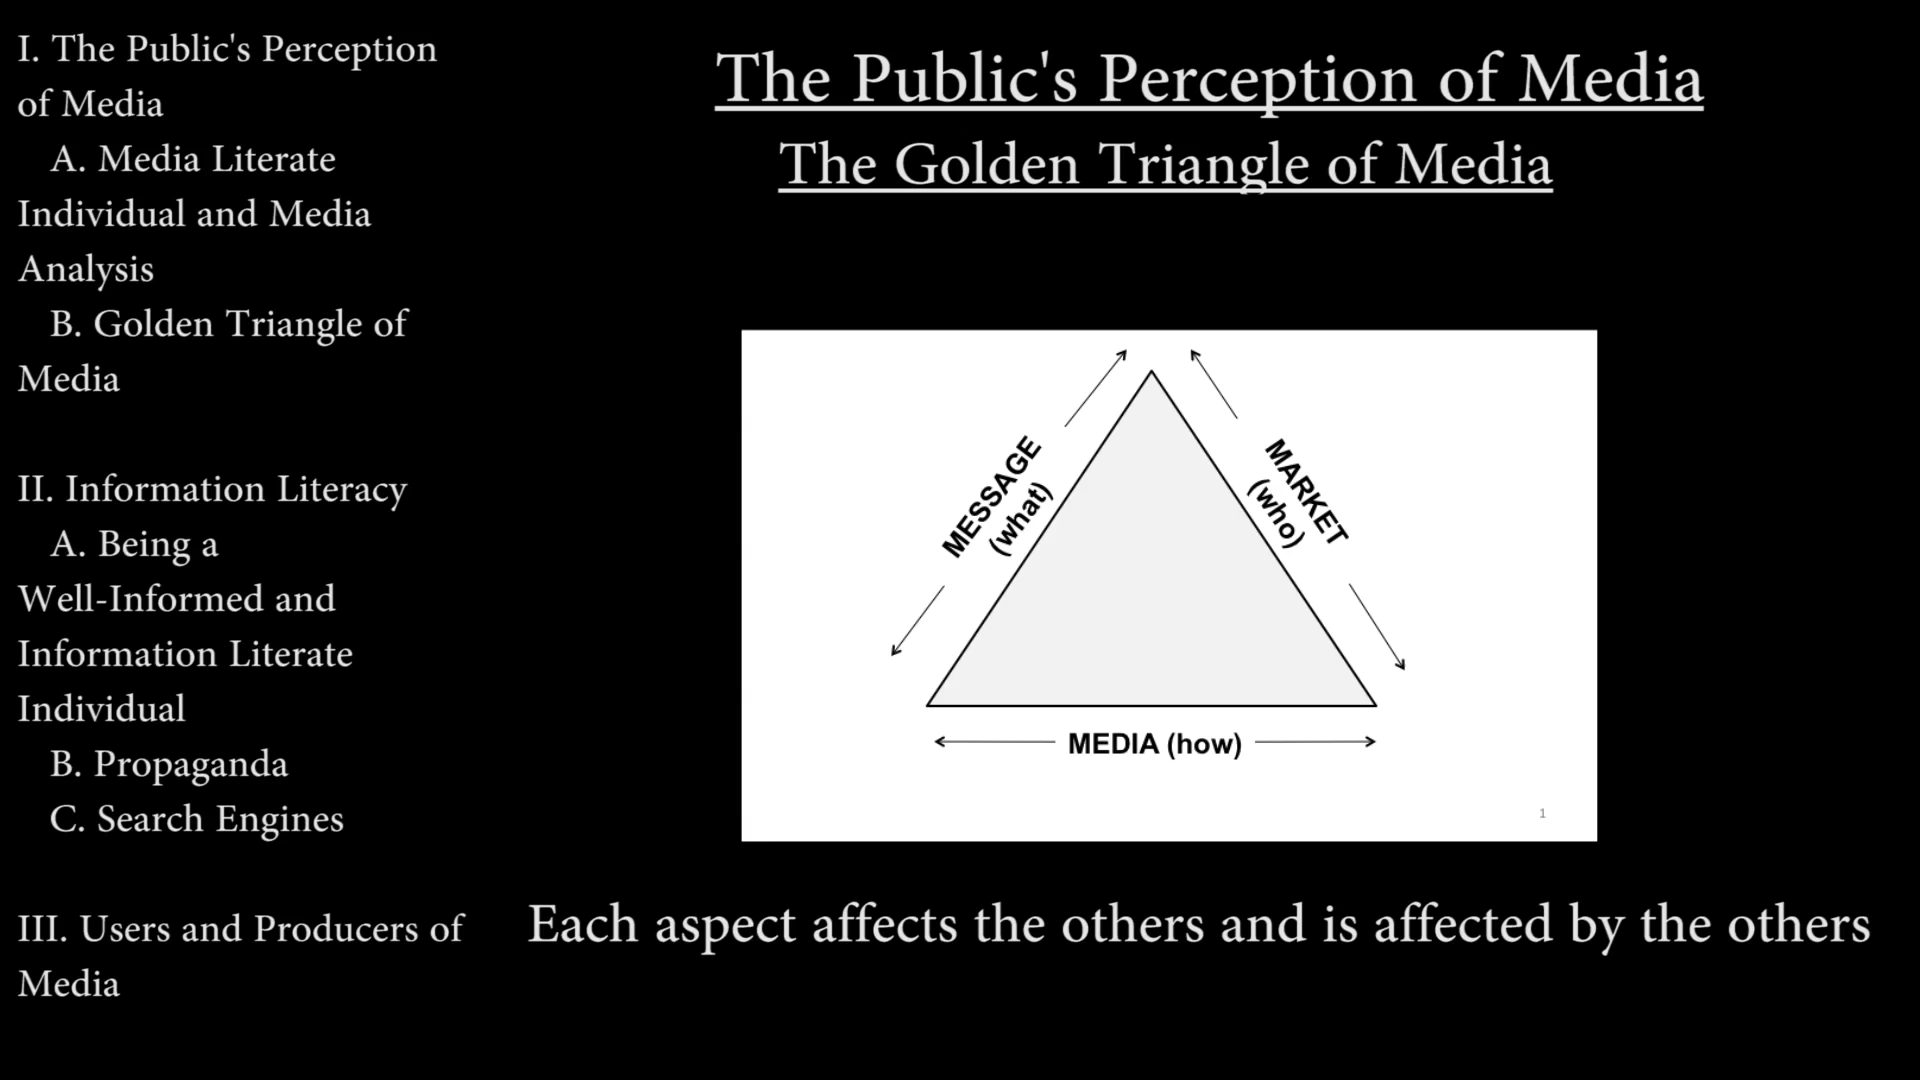 I. The Public's Perception
of Media
A. Media Literate
Individual and Media
Analysis
B. Golden Triangle of
Media
II. Information Literacy
A. Being a
Well-Informed and
Information Literate
Individual
B. Propaganda
C. Search Engines
III. Users and Producers of
Media
The Public's Perception of Media
The Golden Triangle of Media
MESSAGE
(what)
MARKET
(who)
MEDIA (how)
1
Each aspect affects the others and is affected by the others